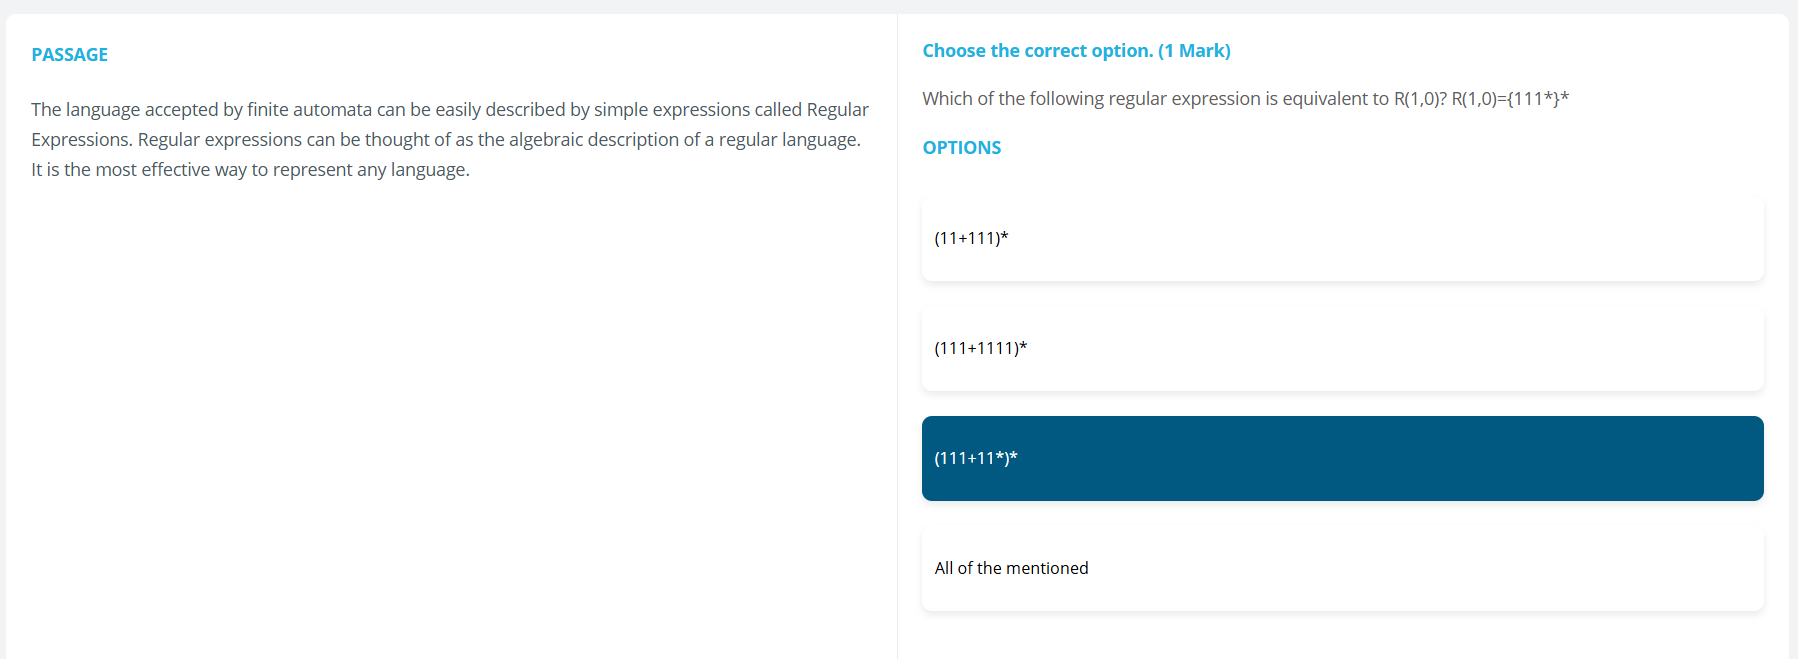 PASSAGE
The language accepted by finite automata can be easily described by simple expressions called Regular
Expressions. Regular expressions can be thought of as the algebraic description of a regular language.
It is the most effective way to represent any language.
Choose the correct option. (1 Mark)
Which of the following regular expression is equivalent to R(1,0)? R(1,0)={111*}*
OPTIONS
(11+111)*
(111+1111)*
(111+11*)*
All of the mentioned